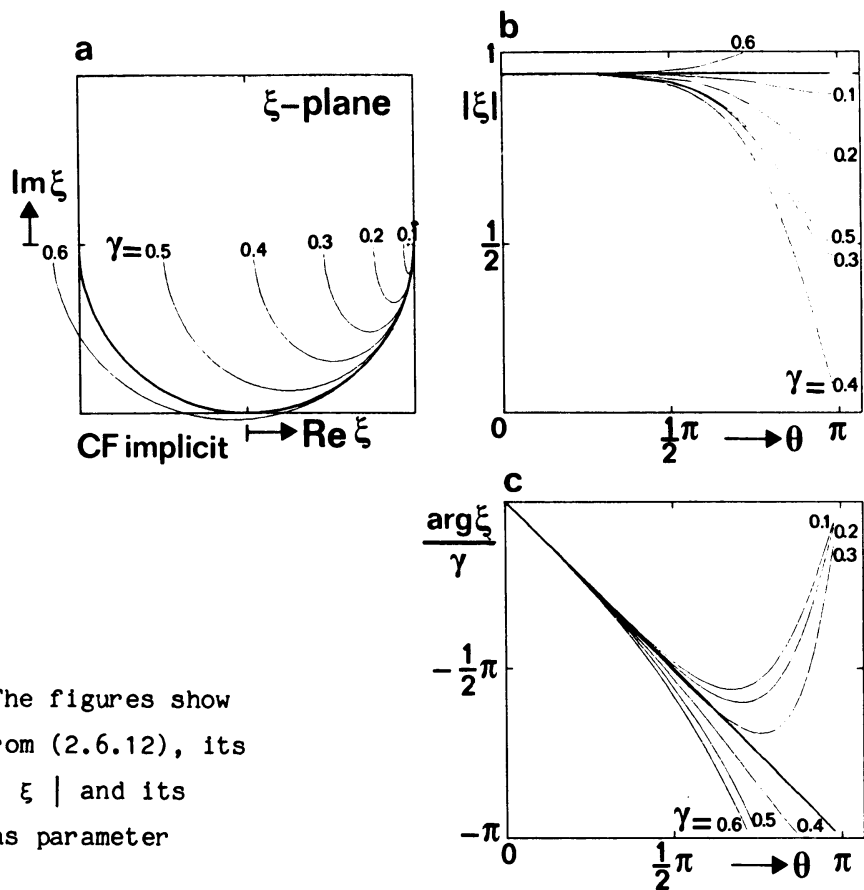 a
ξ-plane
Im ξ
0.6 γ= 0.5 0.4 0.3 0.2 0.1
CF implicit
Re ξ
b
1
|ξ|
1/2
0.6
0.1
0.2
0.5
0.3
γ= 0.4
0 1/2π θ π
c
arg ξ
γ
0.1 0.2
0.3
-1/2π
-π
γ= 0.6 0.5 0.4
0 1/2π θ π
The figures show
rom (2.6.12), its
ξ | and its
as parameter